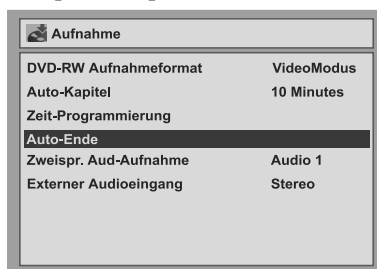 Aufnahme
DVD-RW Aufnahmeformat VideoModus
Auto-Kapitel 10 Minutes
Zeit-Programmierung
Auto-Ende
Zweispr. Aud-Aufnahme Audio 1
Externer Audioeingang Stereo